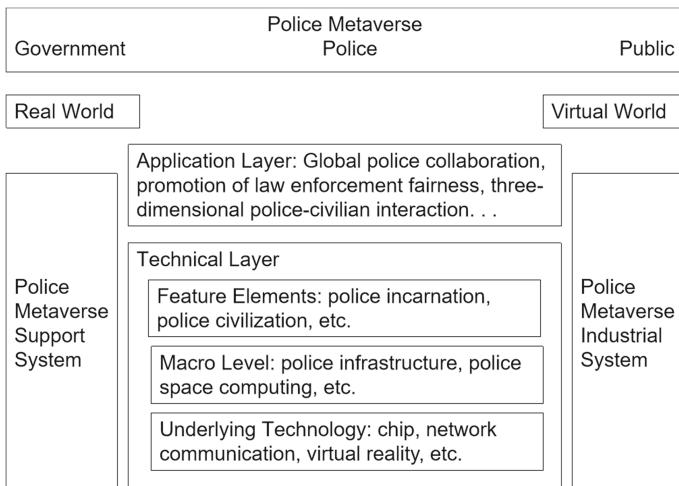 Police Metaverse
Government Police Public
Real World
Virtual World
Application Layer: Global police collaboration,
promotion of law enforcement fairness, three-
dimensional police-civilian interaction. . .
Police
Metaverse
Support
System
Technical Layer
Feature Elements: police incarnation,
police civilization, etc.
Macro Level: police infrastructure, police
space computing, etc.
Underlying Technology: chip, network
communication, virtual reality, etc.
Police
Metaverse
Industrial
System